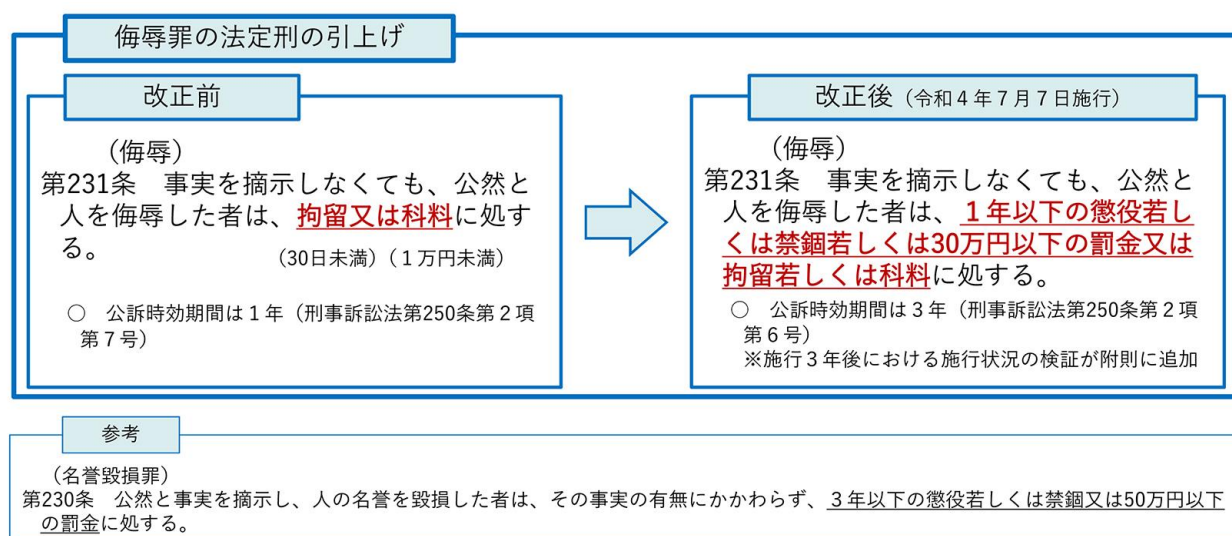 侮辱罪の法定刑の引上げ
改正前
（侮辱）
第231条　事実を摘示しなくても、公然と
人を侮辱した者は、拘留又は科料に処す
る。
（30日未満）（１万円未満）
○　公訴時効期間は１年（刑事訴訟法第250条第２項
第７号）
改正後（令和４年７月７日施行）
（侮辱）
第231条　事実を摘示しなくても、公然と
人を侮辱した者は、１年以下の懲役若し
くは禁錮若しくは30万円以下の罰金又は
拘留若しくは科料に処する。
○　公訴時効期間は３年（刑事訴訟法第250条第２項
第６号）
※施行３年後における施行状況の検証が附則に追加
参考
（名誉毀損罪）
第230条　公然と事実を摘示し、人の名誉を毀損した者は、その事実の有無にかかわらず、３年以下の懲役若しくは禁錮又は50万円以下
の罰金に処する。